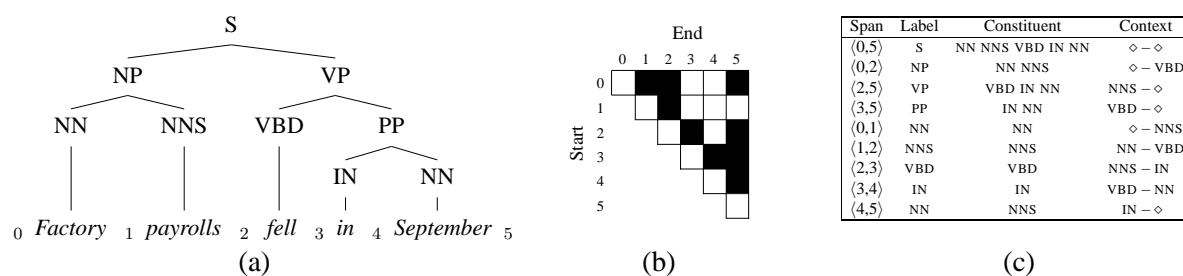 S
NP VP
NN NNS VBD PP
IN NN
0 Factory 1 payrolls 2 fell 3 in 4 September 5
(a)
End
0 1 2 3 4 5
Start
0
1
2
3
4
5
(b)
Span Label Constituent Context
⟨0,5⟩ S NN NNS VBD IN NN ⋄ – ⋄
⟨0,2⟩ NP NN NNS ⋄ – VBD
⟨2,5⟩ VP VBD IN NN NNS – ⋄
⟨3,5⟩ PP IN NN VBD – ⋄
⟨0,1⟩ NN NN ⋄ – NNS
⟨1,2⟩ NNS NNS NN – VBD
⟨2,3⟩ VBD VBD NNS – IN
⟨3,4⟩ IN IN VBD – NN
⟨4,5⟩ NN NNS IN – ⋄
(c)